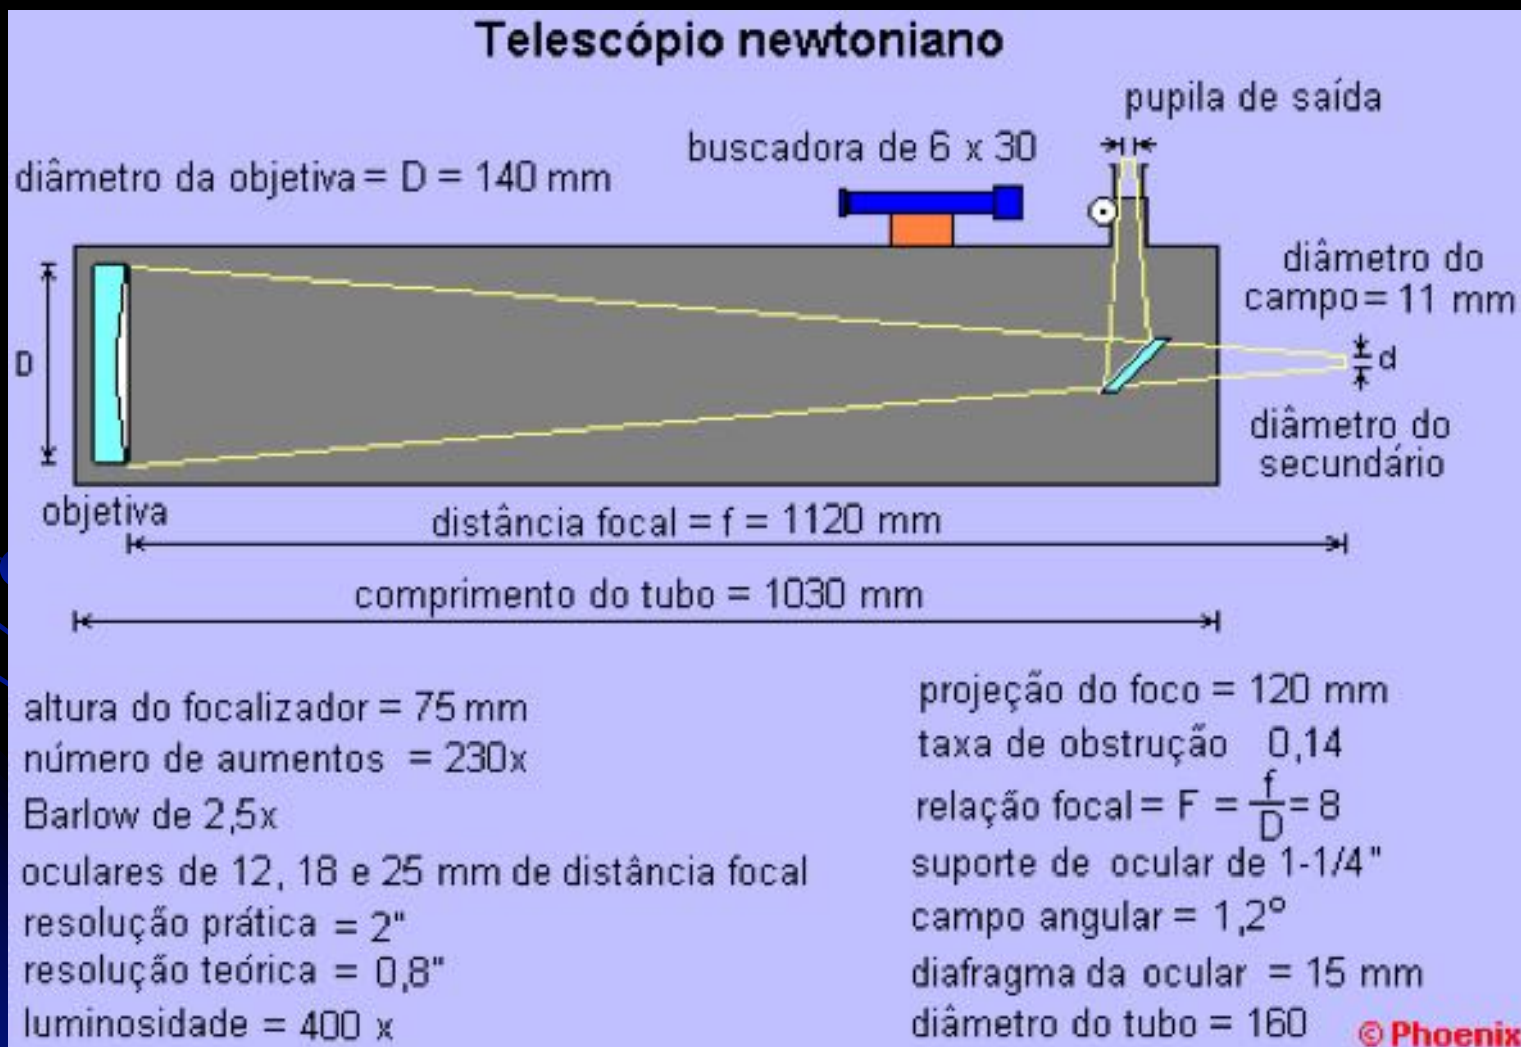 Telescópio newtoniano
pupila de saída
buscadora de 6 x 30
diâmetro da objetiva = D = 140 mm
diâmetro do
campo = 11 mm
D
d
diâmetro do
secundário
objetiva
distância focal = f = 1120 mm
comprimento do tubo = 1030 mm
altura do focalizador = 75 mm
número de aumentos = 230x
Barlow de 2,5x
oculares de 12, 18 e 25 mm de distância focal
resolução prática = 2"
resolução teórica = 0,8"
luminosidade = 400 x
projeção do foco = 120 mm
taxa de obstrução 0,14
relação focal = F = f/D = 8
suporte de ocular de 1-1/4"
campo angular = 1,2°
diafragma da ocular = 15 mm
diâmetro do tubo = 160
© Phoenix